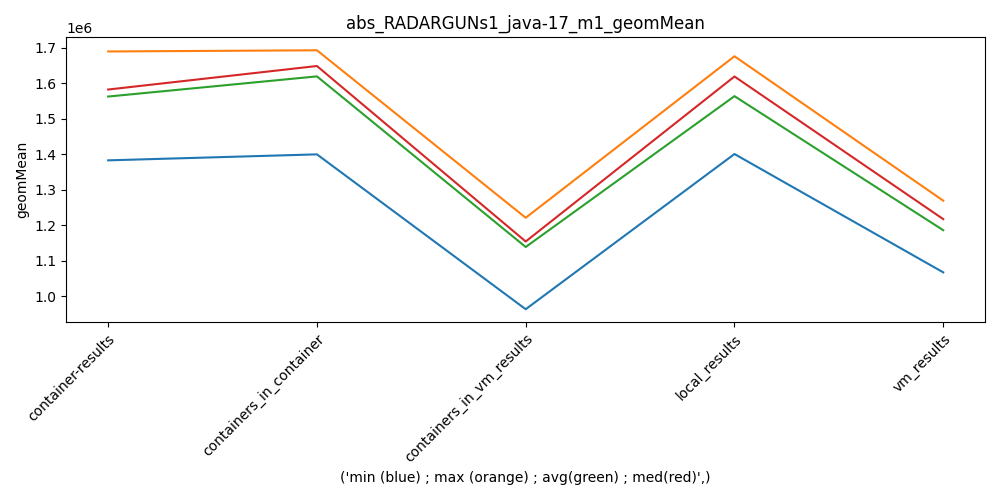 abs_RADARGUNs1_java-17_m1_geomMean
1e6
1.7
1.6
1.5
1.4
1.3
1.2
1.1
1.0
geomMean
container-results
containers_in_container
containers_in_vm_results
local_results
vm_results
('min (blue) ; max (orange) ; avg(green) ; med(red)',)